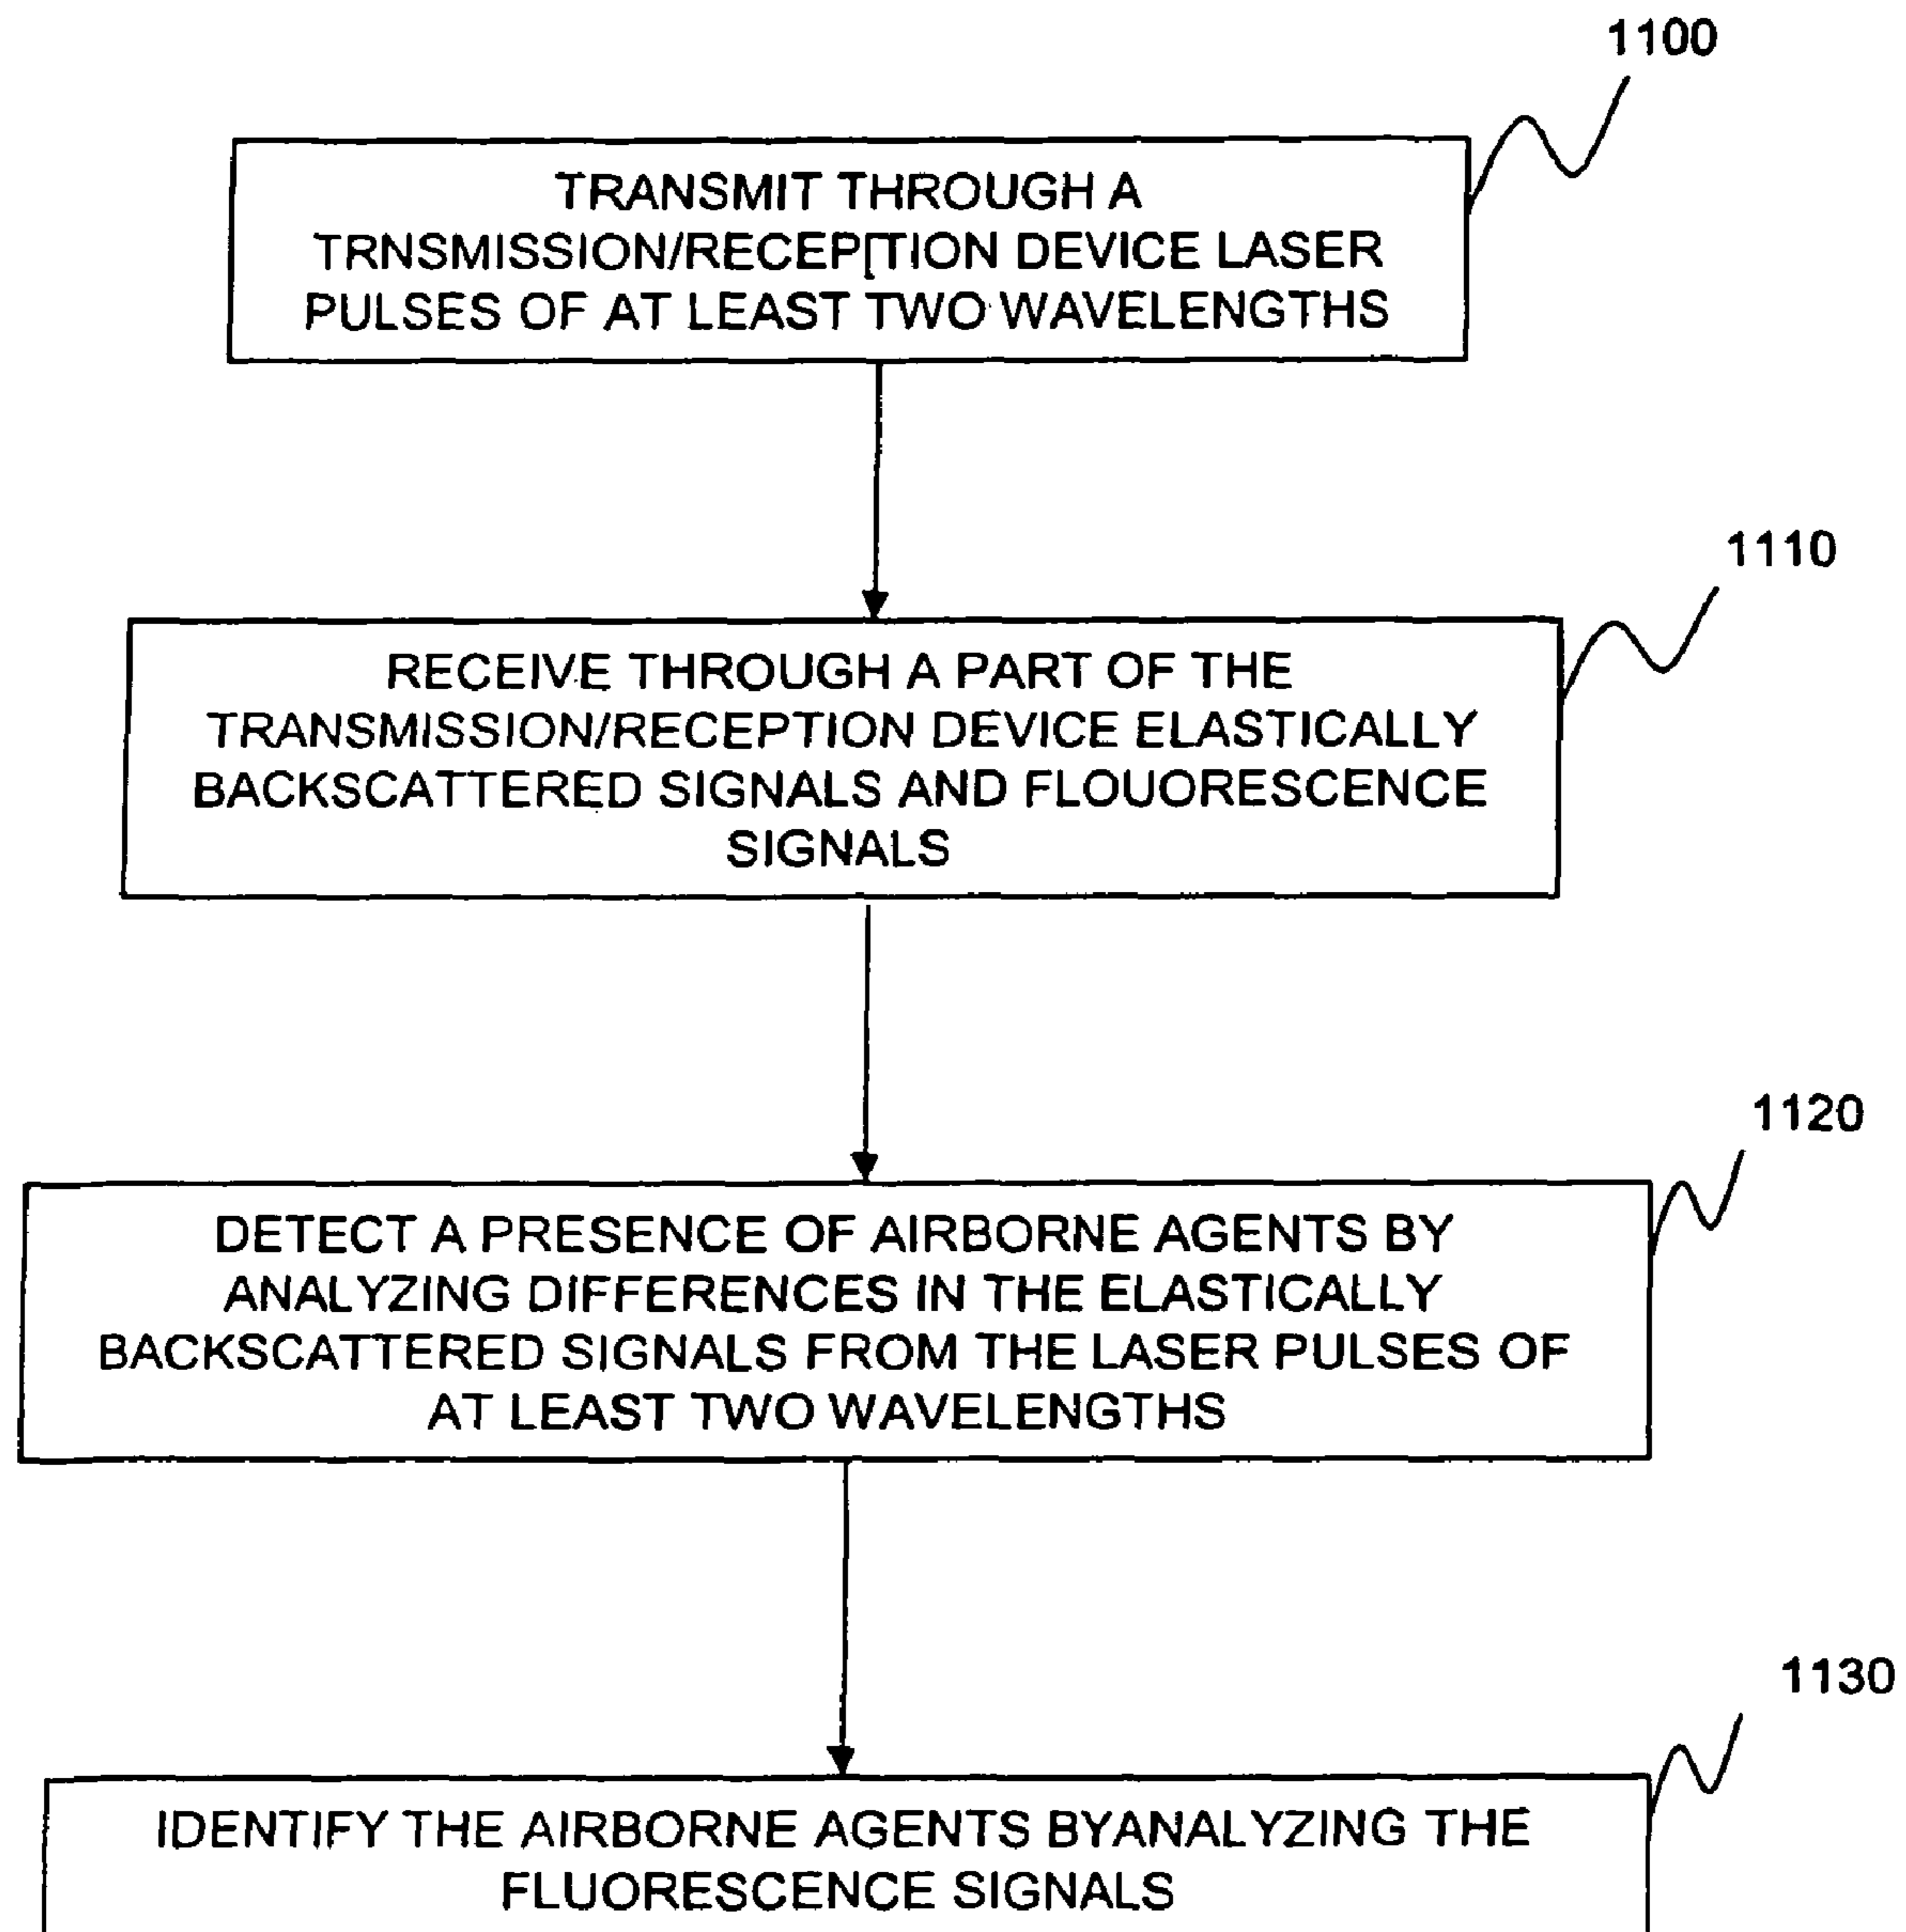 1100
TRANSMIT THROUGH A
TRNSMISSION/RECEPTION DEVICE LASER
PULSES OF AT LEAST TWO WAVELENGTHS
1110
RECEIVE THROUGH A PART OF THE
TRANSMISSION/RECEPTION DEVICE ELASTICALLY
BACKSCATTERED SIGNALS AND FLOUORESCENCE
SIGNALS
1120
DETECT A PRESENCE OF AIRBORNE AGENTS BY
ANALYZING DIFFERENCES IN THE ELASTICALLY
BACKSCATTERED SIGNALS FROM THE LASER PULSES OF
AT LEAST TWO WAVELENGTHS
1130
IDENTIFY THE AIRBORNE AGENTS BYANALYZING THE
FLUORESCENCE SIGNALS